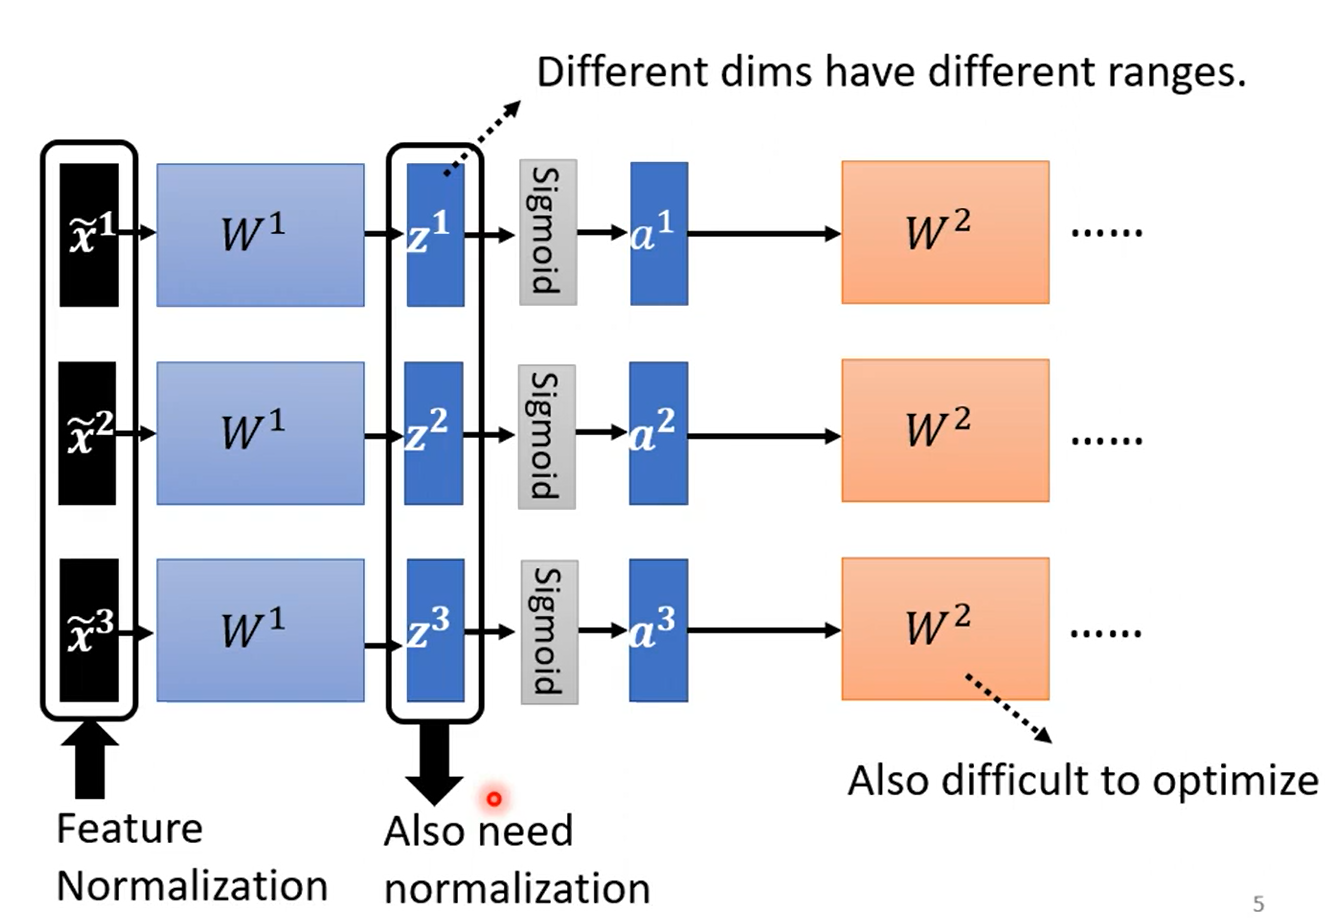 Different dims have different ranges.
x̃¹ W¹ z¹ Sigmoid a¹ W² ......
x̃² W¹ z² Sigmoid a² W² ......
x̃³ W¹ z³ Sigmoid a³ W² ......
Also difficult to optimize
Feature
Normalization
Also need
normalization
5